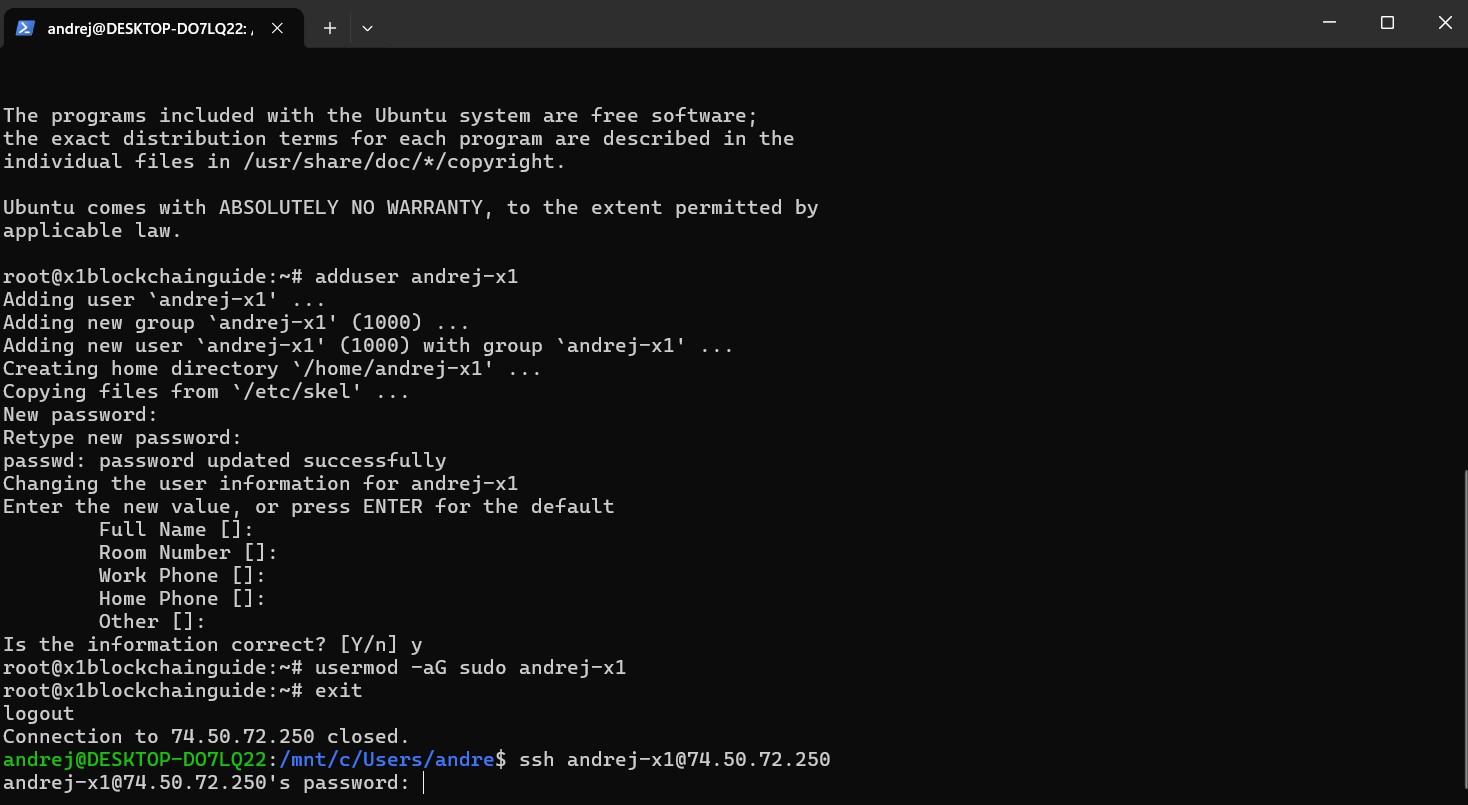 andrej@DESKTOP-DO7LQ22: /
The programs included with the Ubuntu system are free software;
the exact distribution terms for each program are described in the
individual files in /usr/share/doc/*/copyright.
Ubuntu comes with ABSOLUTELY NO WARRANTY, to the extent permitted by
applicable law.
root@x1blockchainguide:~# adduser andrej-x1
Adding user `andrej-x1' ...
Adding new group `andrej-x1' (1000) ...
Adding new user `andrej-x1' (1000) with group `andrej-x1' ...
Creating home directory `/home/andrej-x1' ...
Copying files from `/etc/skel' ...
New password:
Retype new password:
passwd: password updated successfully
Changing the user information for andrej-x1
Enter the new value, or press ENTER for the default
        Full Name []:
        Room Number []:
        Work Phone []:
        Home Phone []:
        Other []:
Is the information correct? [Y/n] y
root@x1blockchainguide:~# usermod -aG sudo andrej-x1
root@x1blockchainguide:~# exit
logout
Connection to 74.50.72.250 closed.
andrej@DESKTOP-DO7LQ22:/mnt/c/Users/andre$ ssh andrej-x1@74.50.72.250
andrej-x1@74.50.72.250's password: